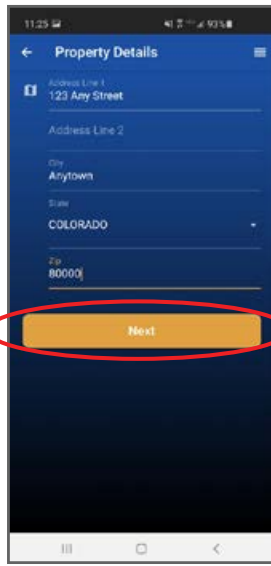 11:25
93%
Property Details
Address Line 1
123 Any Street
Address Line 2
City
Anytown
State
COLORADO
Zip
80000
Next